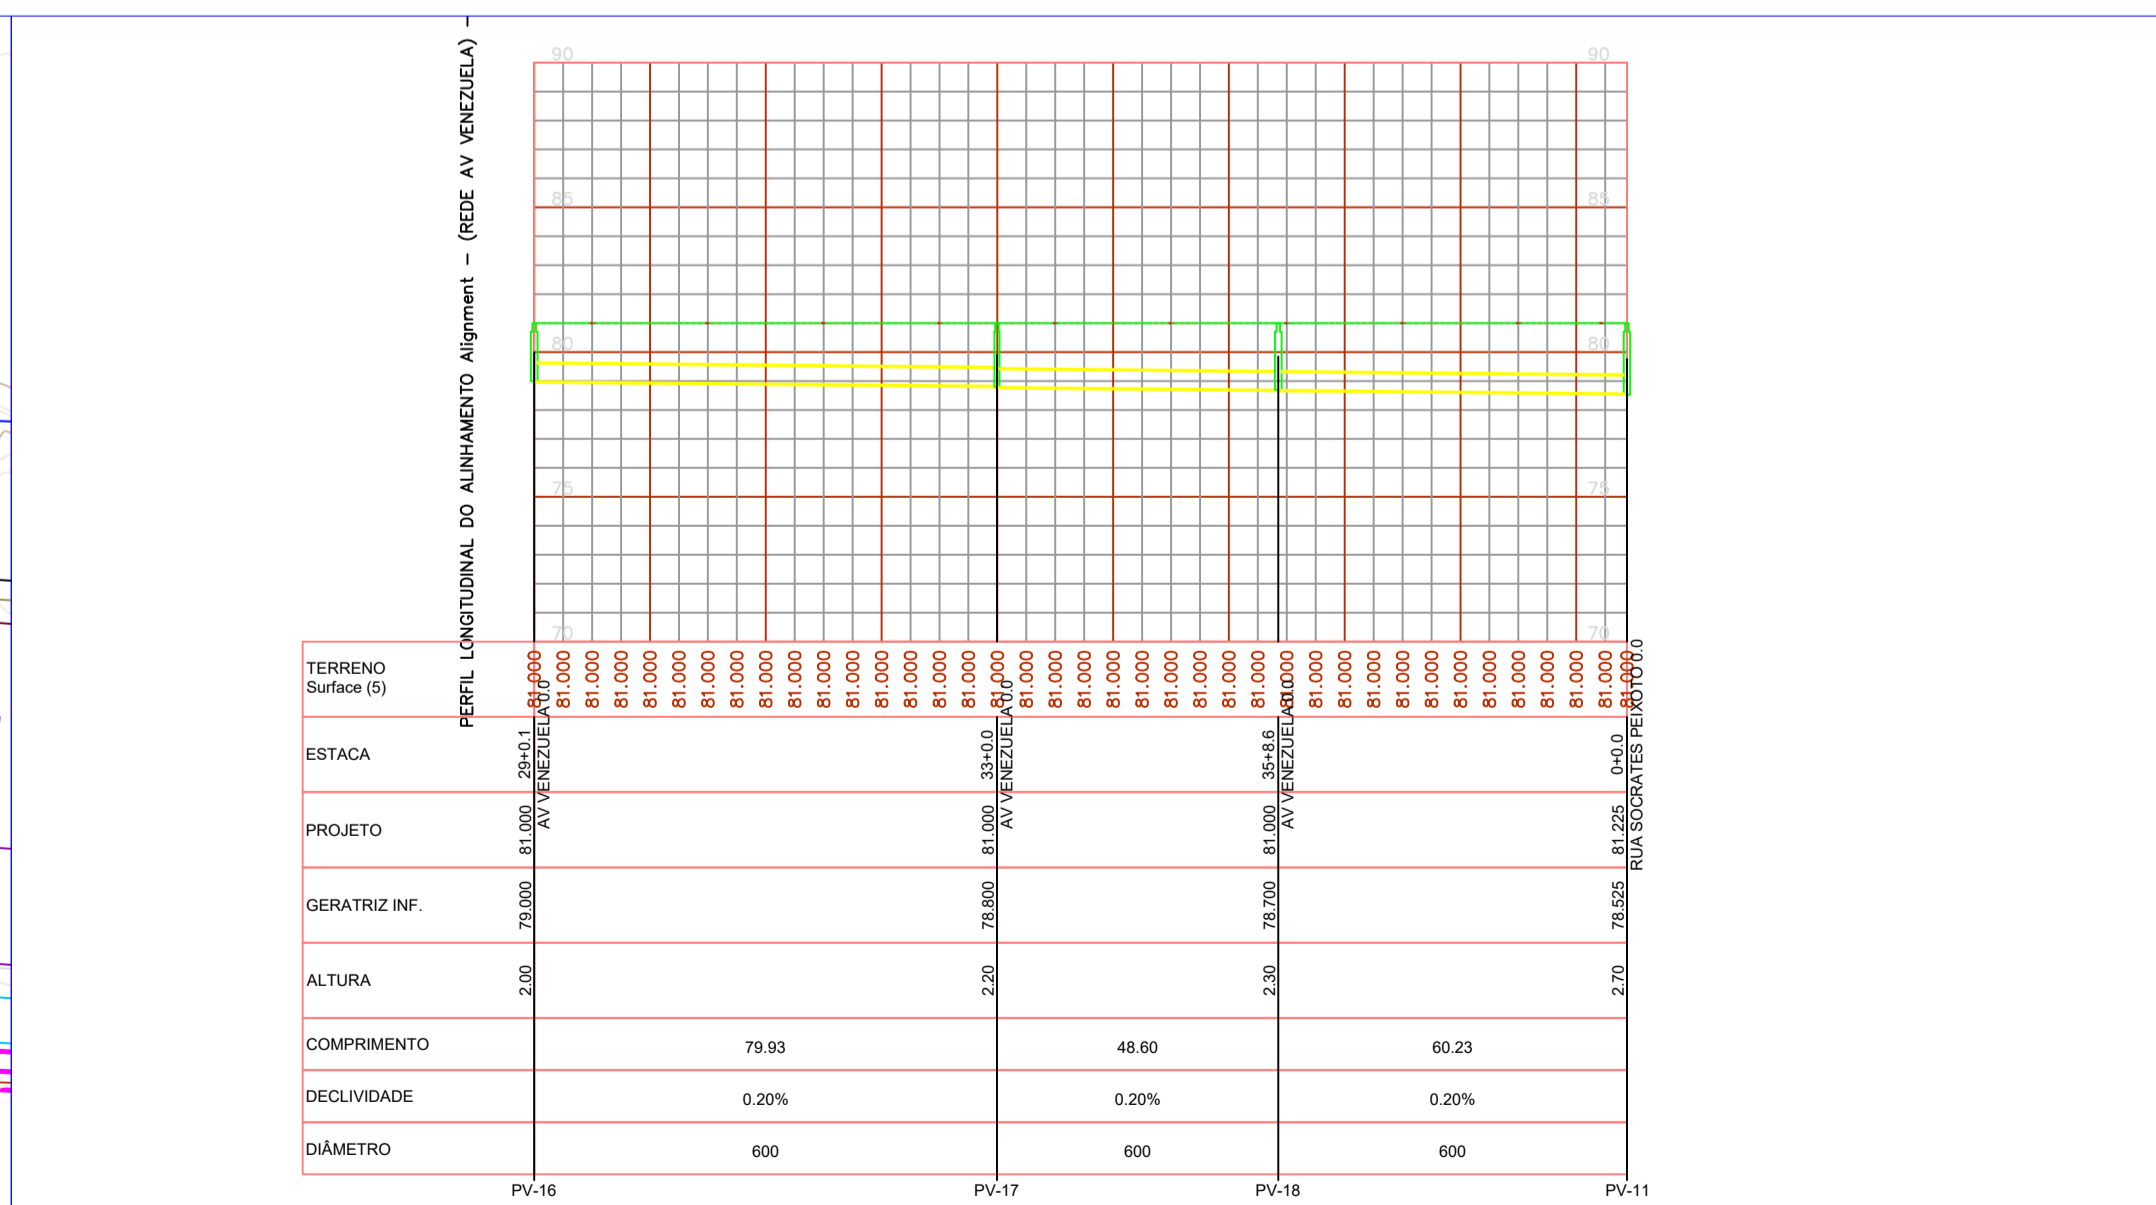 PERFIL LONGITUDINAL DO ALINHAMENTO Alignment – (REDE AV VENEZUELA) –
90 90
85 85
80 80
75 75
70 70
TERRENO
Surface (5)
81.000 81.000 81.000 81.000 81.000 81.000 81.000 81.000 81.000 81.000 81.000 81.000 81.000 81.000 81.000 81.000 81.000 81.000 81.000 81.000 81.000 81.000 81.000 81.000 81.000 81.000 81.000 81.000 81.000 81.000 81.000 81.000 81.000 81.000 81.000 81.000 81.000 81.000 81.000
AV VENEZUELA 0.0
AV VENEZUELA 0.0
AV VENEZUELA 0.0
RUA SOCRATES PEIXOTO 0.0
ESTACA 29+0.1 33+0.0 35+8.6 0+0.0
PROJETO 81.000 81.000 81.000 81.225
GERATRIZ INF. 79.000 78.800 78.700 78.525
ALTURA 2.00 2.20 2.30 2.70
COMPRIMENTO 79.93 48.60 60.23
DECLIVIDADE 0.20% 0.20% 0.20%
DIÂMETRO 600 600 600
PV-16 PV-17 PV-18 PV-11